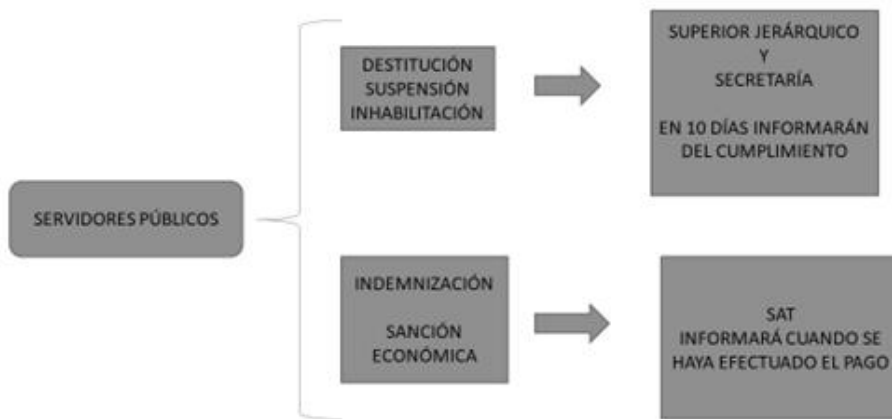 SERVIDORES PÚBLICOS
DESTITUCIÓN
SUSPENSIÓN
INHABILITACIÓN
SUPERIOR JERÁRQUICO
Y
SECRETARÍA
EN 10 DÍAS INFORMARÁN
DEL CUMPLIMIENTO
INDEMNIZACIÓN
SANCIÓN
ECONÓMICA
SAT
INFORMARÁ CUANDO SE
HAYA EFECTUADO EL PAGO